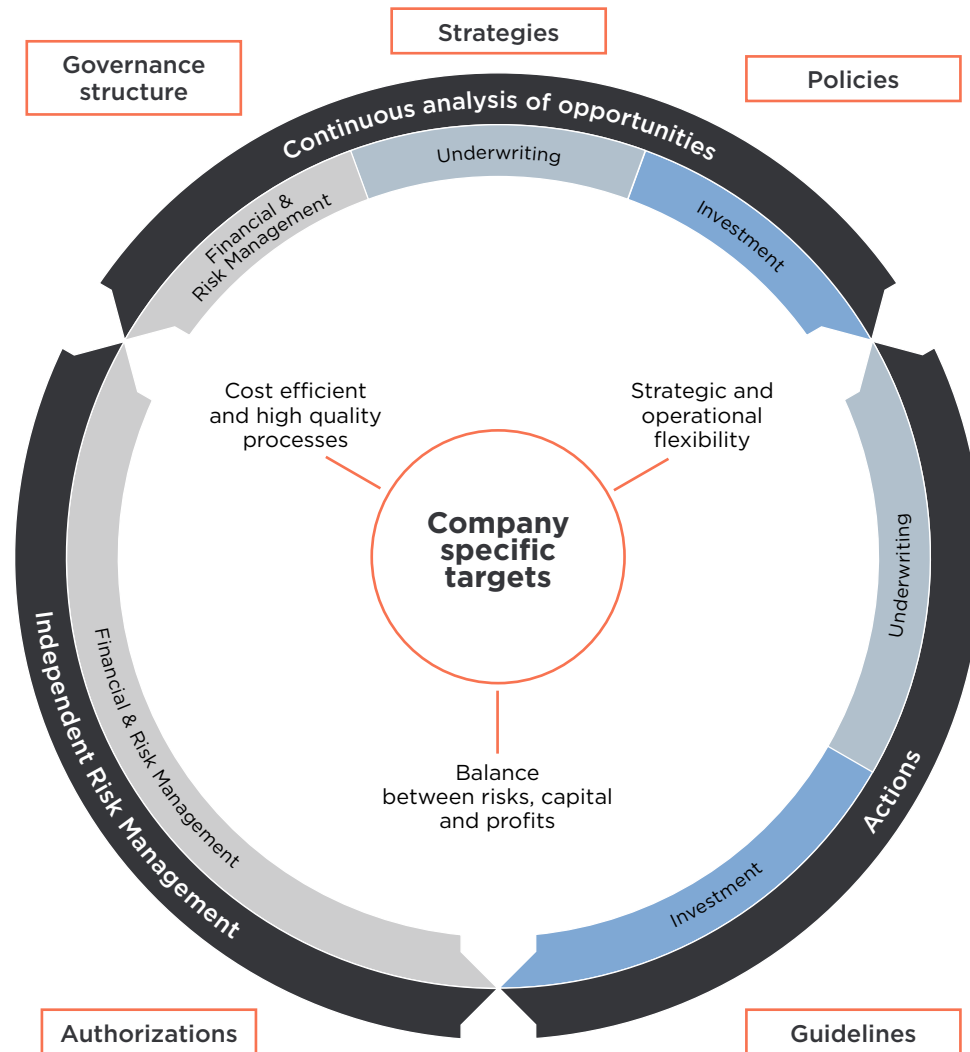 Strategies
Governance
structure
Policies
Continuous analysis of opportunities
Underwriting
Financial &
Risk Management
Investment
Cost efficient
and high quality
processes
Strategic and
operational
flexibility
Company
specific
targets
Underwriting
Independent Risk Management
Financial & Risk Management
Balance
between risks, capital
and profits
Actions
Investment
Authorizations
Guidelines